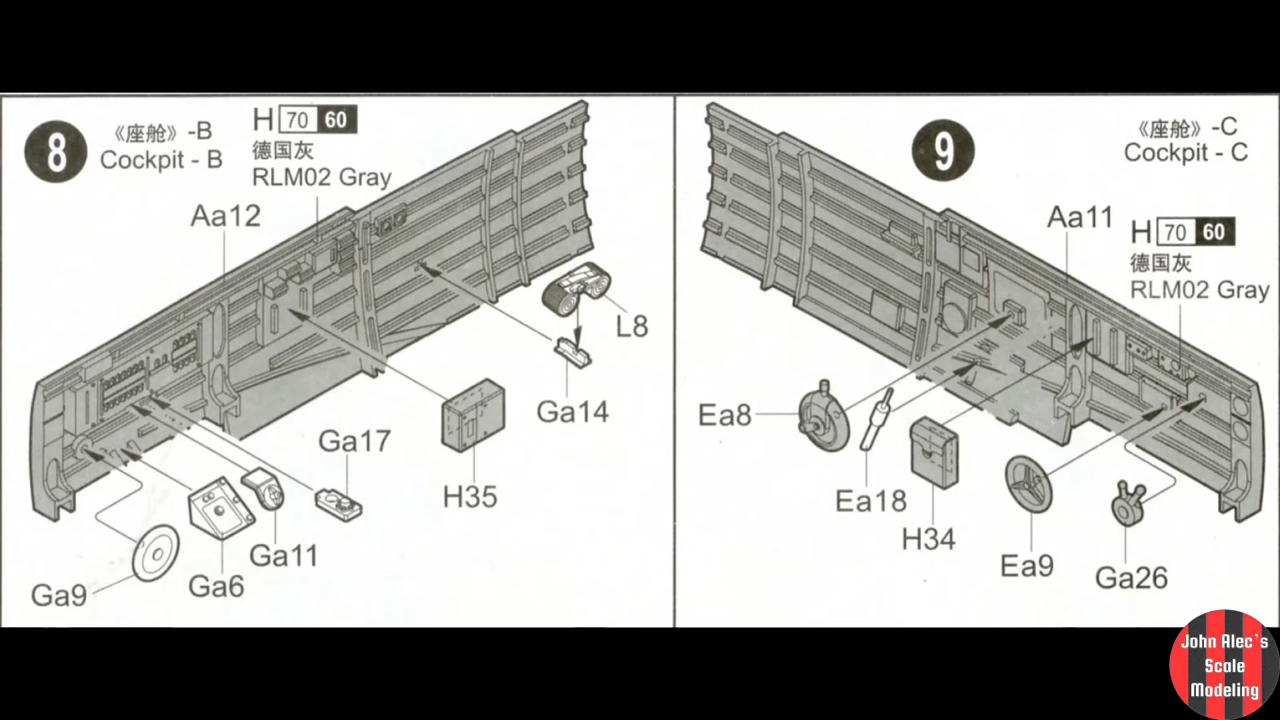 8
《座舱》-B
Cockpit - B
H 70 60
德国灰
RLM02 Gray
Aa12
L8
Ga14
Ga17
H35
Ga11
Ga6
Ga9
9
《座舱》-C
Cockpit - C
Aa11
H 70 60
德国灰
RLM02 Gray
Ea8
Ea18
H34
Ea9
Ga26
John Alec's
Scale
Modeling